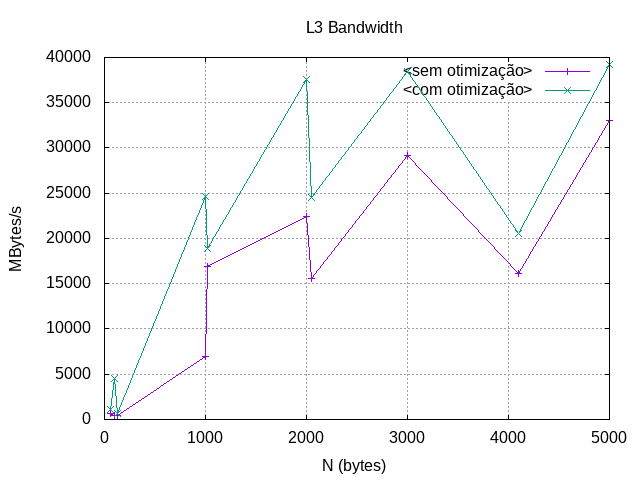 L3 Bandwidth
40000
35000
30000
25000
20000
15000
10000
5000
0
MBytes/s
<sem otimização>
<com otimização>
0 1000 2000 3000 4000 5000
N (bytes)